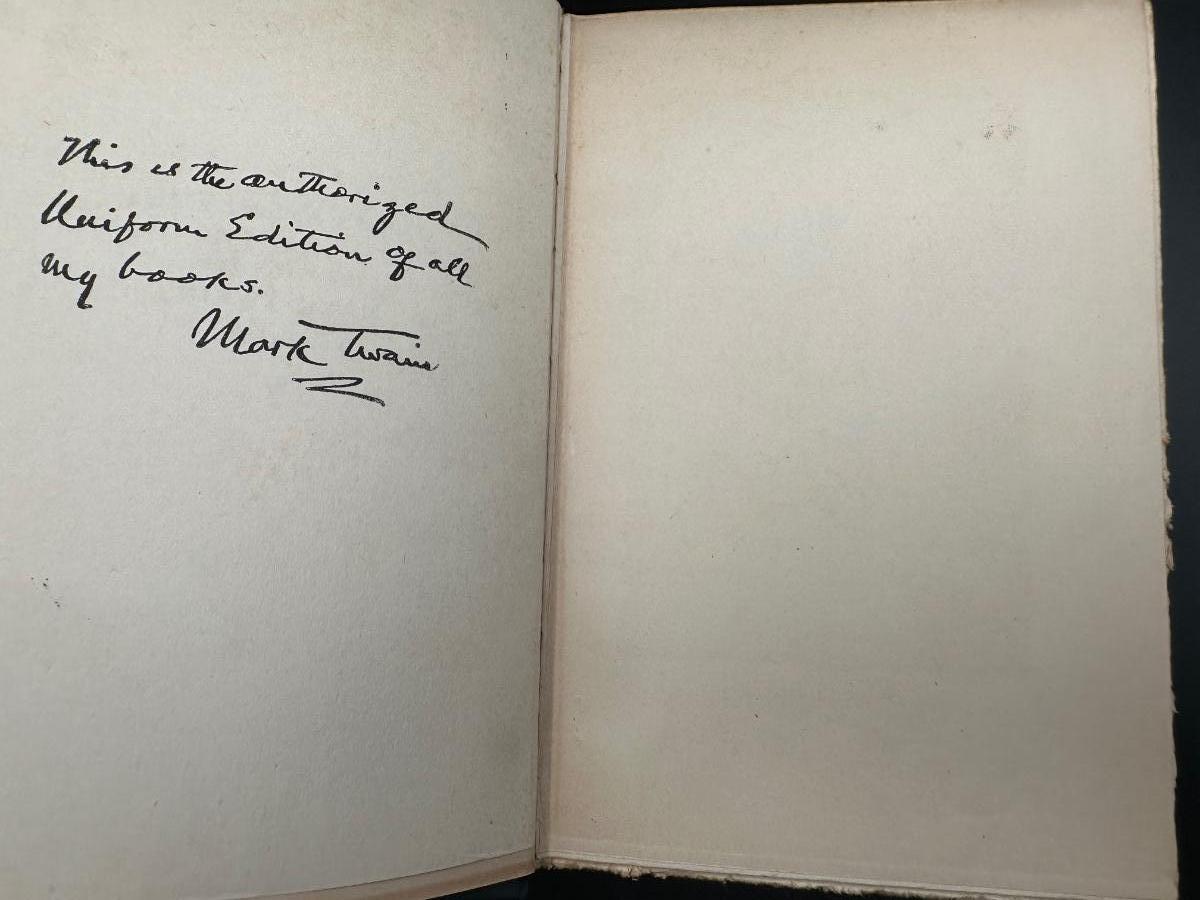 This is the authorized
Uniform Edition of all
my books.
Mark Twain